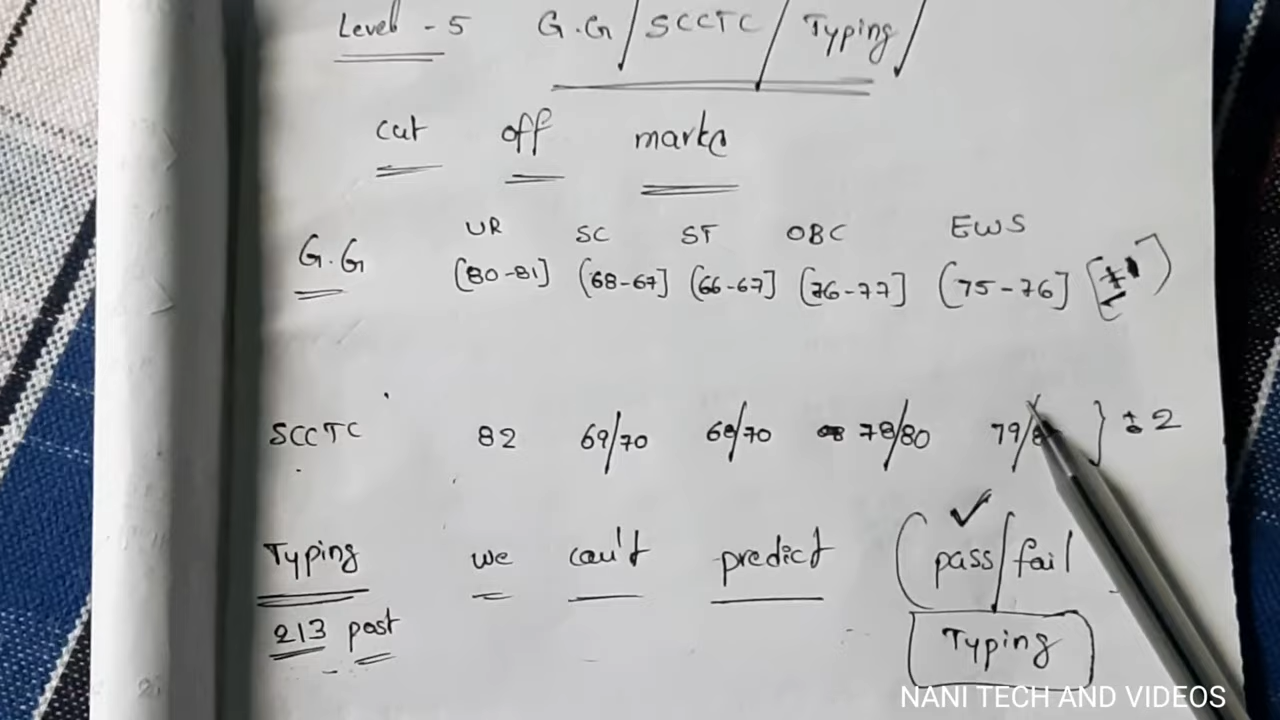 Level - 5 G.G/SCCTC/Typing/
cut off marks
UR SC ST OBC EWS
G.G [80-81] [68-67] [66-67] [76-77] [75-76]
SCCTC 82 69/70 69/70 78/80 79/ } ± 2
Typing we can't predict (pass/fail
213 post Typing
NANI TECH AND VIDEOS